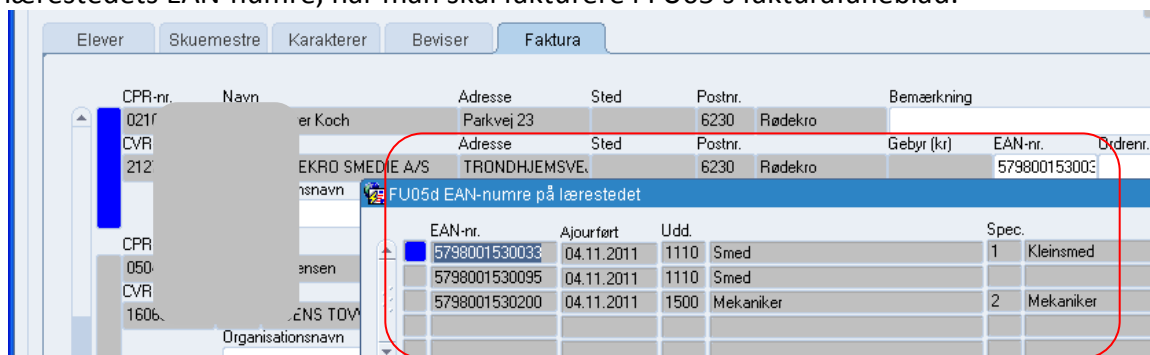 lærestedets EAN-numre, når man skal fakturere i FU05's fakturafaneblad.
Elever Skuemestre Karakterer Beviser Faktura
CPR-nr. Navn Adresse Sted Postnr. Bemærkning
er Koch Parkvej 23 6230 Rødekro
CVR Adresse Sted Postnr. Gebyr (kr) EAN-nr. Ordrenr.
212 EKRO SMEDIE A/S TRONDHJEMSVE. 6230 Rødekro 579800153003
nsnavn FU05d EAN-numre på lærestedet
EAN-nr. Ajourført Udd. Spec.
CPR 5798001530033 04.11.2011 1110 Smed 1 Kleinsmed
050 ensen 5798001530095 04.11.2011 1110 Smed
CVR 5798001530200 04.11.2011 1500 Mekaniker 2 Mekaniker
1606 ENS TOV
Organisationsnavn